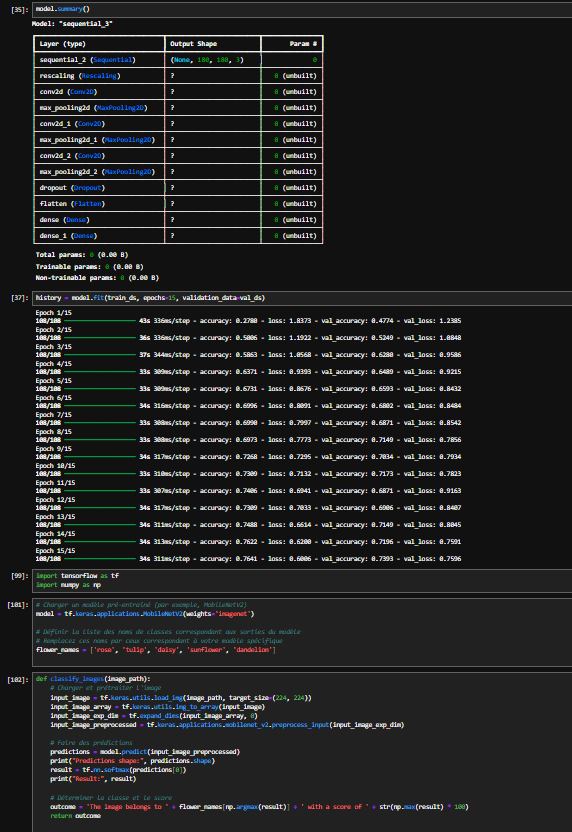 [35]: model.summary()
Model: "sequential_3"
Layer (type) Output Shape Param #
sequential_2 (Sequential) (None, 180, 180, 3) 0
rescaling (Rescaling) ? 0 (unbuilt)
conv2d (Conv2D) ? 0 (unbuilt)
max_pooling2d (MaxPooling2D) ? 0 (unbuilt)
conv2d_1 (Conv2D) ? 0 (unbuilt)
max_pooling2d_1 (MaxPooling2D) ? 0 (unbuilt)
conv2d_2 (Conv2D) ? 0 (unbuilt)
max_pooling2d_2 (MaxPooling2D) ? 0 (unbuilt)
dropout (Dropout) ? 0 (unbuilt)
flatten (Flatten) ? 0 (unbuilt)
dense (Dense) ? 0 (unbuilt)
dense_1 (Dense) ? 0 (unbuilt)
Total params: 0 (0.00 B)
Trainable params: 0 (0.00 B)
Non-trainable params: 0 (0.00 B)
[37]: history = model.fit(train_ds, epochs=15, validation_data=val_ds)
Epoch 1/15
108/108 43s 336ms/step - accuracy: 0.2780 - loss: 1.8373 - val_accuracy: 0.4774 - val_loss: 1.2385
Epoch 2/15
108/108 36s 336ms/step - accuracy: 0.5006 - loss: 1.1922 - val_accuracy: 0.5249 - val_loss: 1.0848
Epoch 3/15
108/108 37s 344ms/step - accuracy: 0.5863 - loss: 1.0568 - val_accuracy: 0.6280 - val_loss: 0.9586
Epoch 4/15
108/108 33s 309ms/step - accuracy: 0.6371 - loss: 0.9393 - val_accuracy: 0.6489 - val_loss: 0.9215
Epoch 5/15
108/108 33s 309ms/step - accuracy: 0.6731 - loss: 0.8676 - val_accuracy: 0.6593 - val_loss: 0.8432
Epoch 6/15
108/108 34s 316ms/step - accuracy: 0.6996 - loss: 0.8091 - val_accuracy: 0.6802 - val_loss: 0.8484
Epoch 7/15
108/108 33s 308ms/step - accuracy: 0.6990 - loss: 0.7997 - val_accuracy: 0.6871 - val_loss: 0.8542
Epoch 8/15
108/108 33s 308ms/step - accuracy: 0.6973 - loss: 0.7773 - val_accuracy: 0.7149 - val_loss: 0.7856
Epoch 9/15
108/108 34s 317ms/step - accuracy: 0.7268 - loss: 0.7295 - val_accuracy: 0.7034 - val_loss: 0.7934
Epoch 10/15
108/108 33s 310ms/step - accuracy: 0.7309 - loss: 0.7132 - val_accuracy: 0.7173 - val_loss: 0.7823
Epoch 11/15
108/108 33s 307ms/step - accuracy: 0.7406 - loss: 0.6941 - val_accuracy: 0.6871 - val_loss: 0.9163
Epoch 12/15
108/108 34s 317ms/step - accuracy: 0.7309 - loss: 0.7033 - val_accuracy: 0.6906 - val_loss: 0.8407
Epoch 13/15
108/108 34s 311ms/step - accuracy: 0.7488 - loss: 0.6614 - val_accuracy: 0.7149 - val_loss: 0.8045
Epoch 14/15
108/108 34s 313ms/step - accuracy: 0.7622 - loss: 0.6200 - val_accuracy: 0.7196 - val_loss: 0.7591
Epoch 15/15
108/108 34s 311ms/step - accuracy: 0.7641 - loss: 0.6006 - val_accuracy: 0.7393 - val_loss: 0.7596
[99]: import tensorflow as tf
import numpy as np
[101]: # Charger un modèle pré-entraîné (par exemple, MobileNetV2)
model = tf.keras.applications.MobileNetV2(weights='imagenet')
# Définir la liste des noms de classes correspondant aux sorties du modèle
# Remplacez ces noms par ceux correspondant à votre modèle spécifique
flower_names = ['rose', 'tulip', 'daisy', 'sunflower', 'dandelion']
[102]: def classify_images(image_path):
# Charger et prétraiter l'image
input_image = tf.keras.utils.load_img(image_path, target_size=(224, 224))
input_image_array = tf.keras.utils.img_to_array(input_image)
input_image_exp_dim = tf.expand_dims(input_image_array, 0)
input_image_preprocessed = tf.keras.applications.mobilenet_v2.preprocess_input(input_image_exp_dim)
# Faire des prédictions
predictions = model.predict(input_image_preprocessed)
print("Predictions shape:", predictions.shape)
result = tf.nn.softmax(predictions[0])
print("Result:", result)
# Déterminer la classe et le score
outcome = 'The image belongs to ' + flower_names[np.argmax(result)] + ' with a score of ' + str(np.max(result) * 100)
return outcome